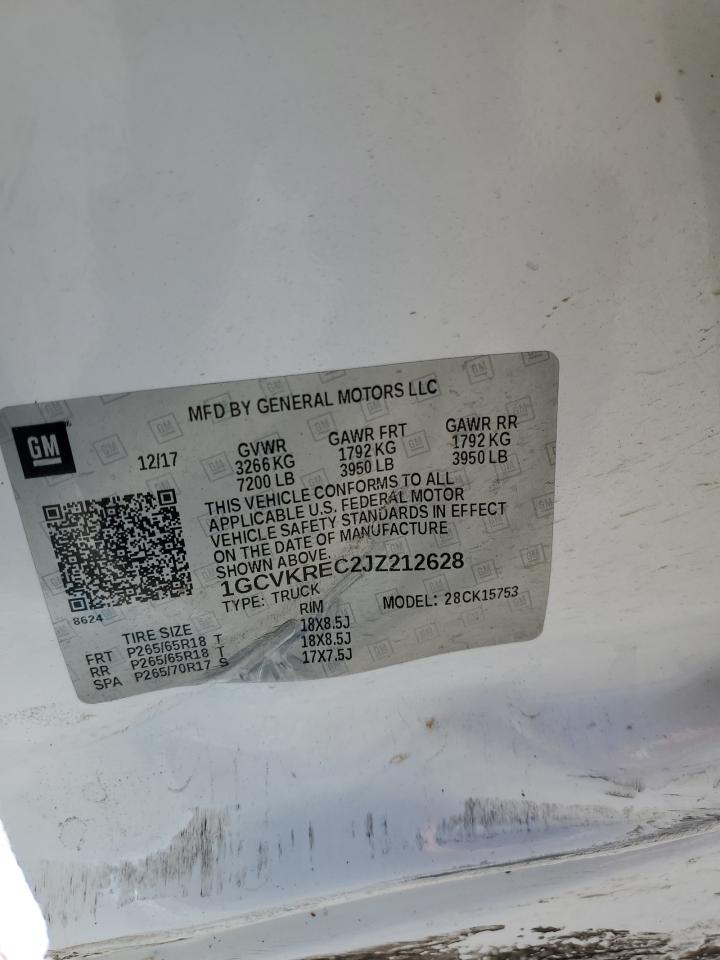 MFD BY GENERAL MOTORS LLC
GM
12/17
GVWR
3266 KG
7200 LB
GAWR FRT
1792 KG
3950 LB
GAWR RR
1792 KG
3950 LB
THIS VEHICLE CONFORMS TO ALL
APPLICABLE U.S. FEDERAL MOTOR
VEHICLE SAFETY STANDARDS IN EFFECT
ON THE DATE OF MANUFACTURE
SHOWN ABOVE.
1GCVKREC2JZ212628
TYPE: TRUCK
MODEL: 28CK15753
8624
TIRE SIZE RIM
FRT P265/65R18 T 18X8.5J
RR P265/65R18 T 18X8.5J
SPA P265/70R17 S 17X7.5J